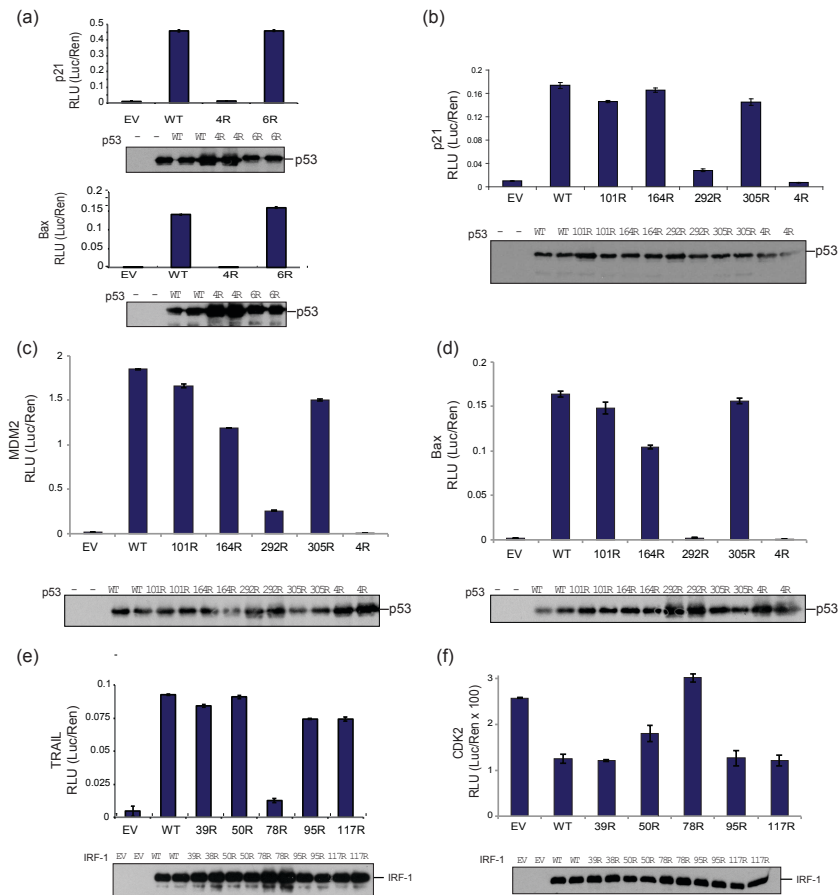 (a)
0.5
0.4
0.3
0.2
0.1
0
p21
RLU (Luc/Ren)
EV WT 4R 6R
p53 – – WT WT 4R 4R 6R 6R
p53
0.2
0.15
0.1
0.05
0
Bax
RLU (Luc/Ren)
EV WT 4R 6R
p53 – – WT WT 4R 4R 6R 6R
p53
(b)
0.2
0.16
0.12
0.08
0.04
0
p21
RLU (Luc/Ren)
EV WT 101R 164R 292R 305R 4R
p53 – – WT WT 101R 101R 164R 164R 292R 292R 305R 305R 4R 4R
p53
(c)
2
1.5
1
0.5
0
MDM2
RLU (Luc/Ren)
EV WT 101R 164R 292R 305R 4R
p53 – – WT WT 101R 101R 164R 164R 292R 292R 305R 305R 4R 4R
p53
(d)
0.2
0.15
0.1
0.05
0
Bax
RLU (Luc/Ren)
EV WT 101R 164R 292R 305R 4R
p53 – – WT WT 101R 101R 164R 164R 292R 292R 305R 305R 4R 4R
p53
(e)
-
0.1
0.075
0.05
0.025
0
TRAIL
RLU (Luc/Ren)
EV WT 39R 50R 78R 95R 117R
IRF-1 EV EV WT WT 39R 38R 50R 50R 78R 78R 95R 95R 117R 117R
IRF-1
(f)
3
2
1
0
CDK2
RLU (Luc/Ren x 100)
EV WT 39R 50R 78R 95R 117R
IRF-1 EV EV WT WT 39R 38R 50R 50R 78R 78R 95R 95R 117R 117R
IRF-1